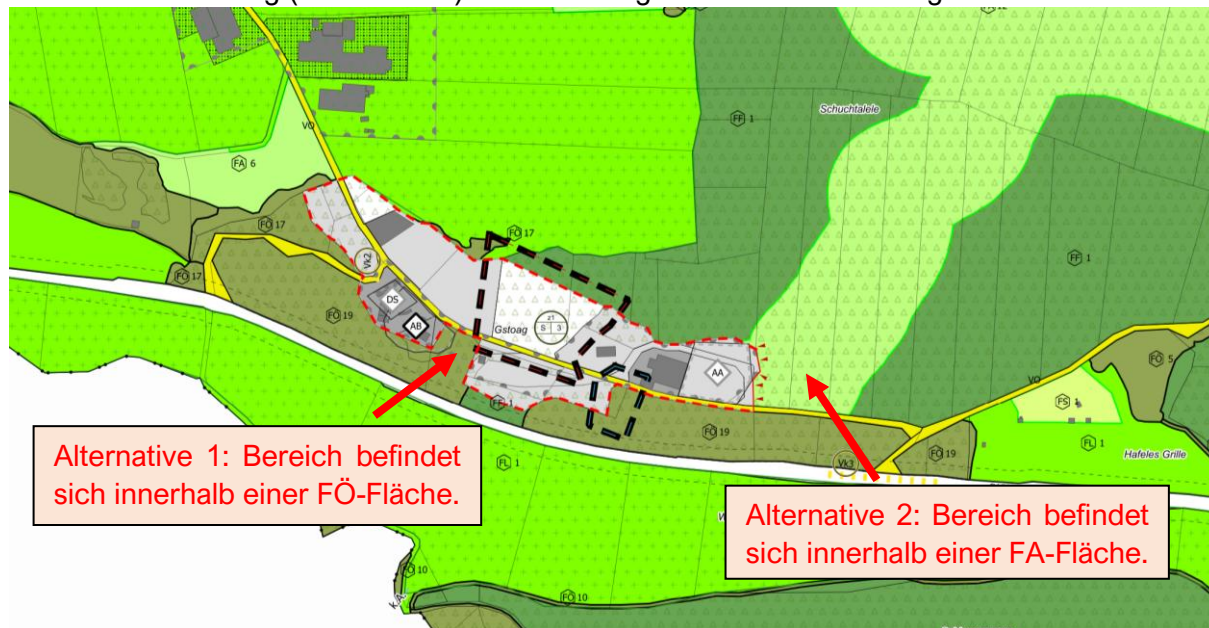 FF 1
Schuchtalele
VO
FA 6
FÖ 17
FÖ 17
FF 1
Vk2
FÖ 17
DS
z1
S 3
AB
Gstoag
FÖ 19
FÖ 5
VO
AA
FS 1
FF 1
FÖ 19
FÖ 19
FL 1
Hafeles Grille
FL 1
Vk3
Alternative 1: Bereich befindet
sich innerhalb einer FÖ-Fläche.
Alternative 2: Bereich befindet
sich innerhalb einer FA-Fläche.
FÖ 10
FÖ 10
k.A.